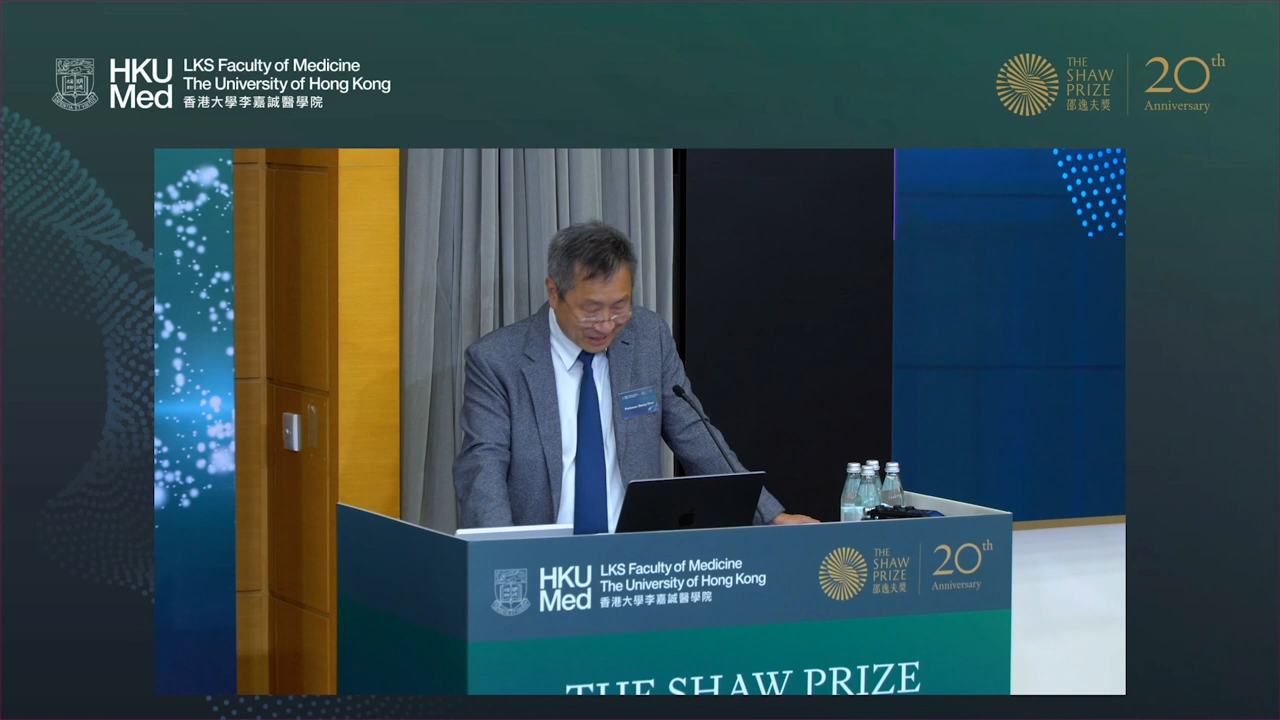 HKU Med
LKS Faculty of Medicine
The University of Hong Kong
香港大學李嘉誠醫學院
THE SHAW PRIZE
邵逸夫獎
20th Anniversary
HKU Med
LKS Faculty of Medicine
The University of Hong Kong
香港大學李嘉誠醫學院
THE SHAW PRIZE
邵逸夫獎
20th Anniversary
THE SHAW PRIZE